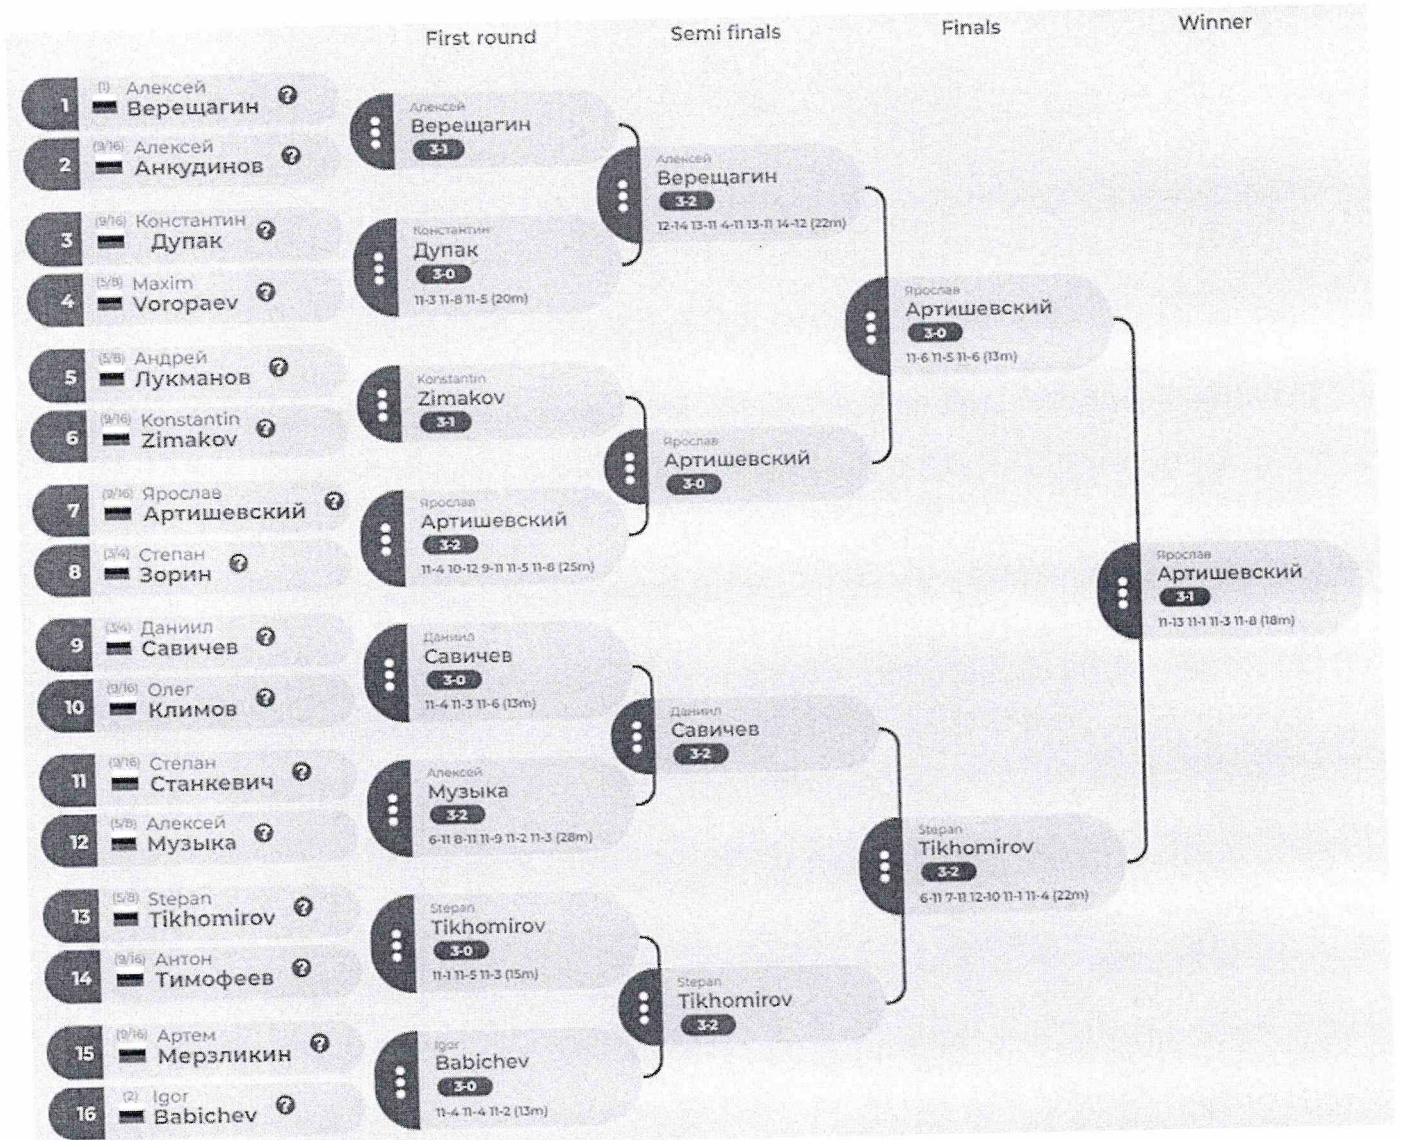 First round
Semi finals
Finals
Winner
1
(1) Алексей
Верещагин
2
(9/16) Алексей
Анкудинов
3
(9/16) Константин
Дупак
4
(5/8) Maxim
Voropaev
5
(5/8) Андрей
Лукманов
6
(9/16) Konstantin
Zimakov
7
(9/16) Ярослав
Артишевский
8
(3/4) Степан
Зорин
9
(3/4) Даниил
Савичев
10
(9/16) Олег
Климов
11
(9/16) Степан
Станкевич
12
(5/8) Алексей
Музыка
13
(5/8) Stepan
Tikhomirov
14
(9/16) Антон
Тимофеев
15
(9/16) Артем
Мерзликин
16
(2) Igor
Babichev
Алексей
Верещагин
3-1
Константин
Дупак
3-0
11-3 11-8 11-5 (20m)
Konstantin
Zimakov
3-1
Ярослав
Артишевский
3-2
11-4 10-12 9-11 11-5 11-8 (25m)
Даниил
Савичев
3-0
11-4 11-3 11-6 (13m)
Алексей
Музыка
3-2
6-11 8-11 11-9 11-2 11-3 (28m)
Stepan
Tikhomirov
3-0
11-1 11-5 11-3 (15m)
Igor
Babichev
3-0
11-4 11-4 11-2 (13m)
Алексей
Верещагин
3-2
12-14 13-11 4-11 13-11 14-12 (22m)
Ярослав
Артишевский
3-0
Даниил
Савичев
3-2
Stepan
Tikhomirov
3-2
Ярослав
Артишевский
3-0
11-6 11-5 11-6 (13m)
Stepan
Tikhomirov
3-2
6-11 7-11 12-10 11-1 11-4 (22m)
Ярослав
Артишевский
3-1
11-13 11-1 11-3 11-8 (18m)